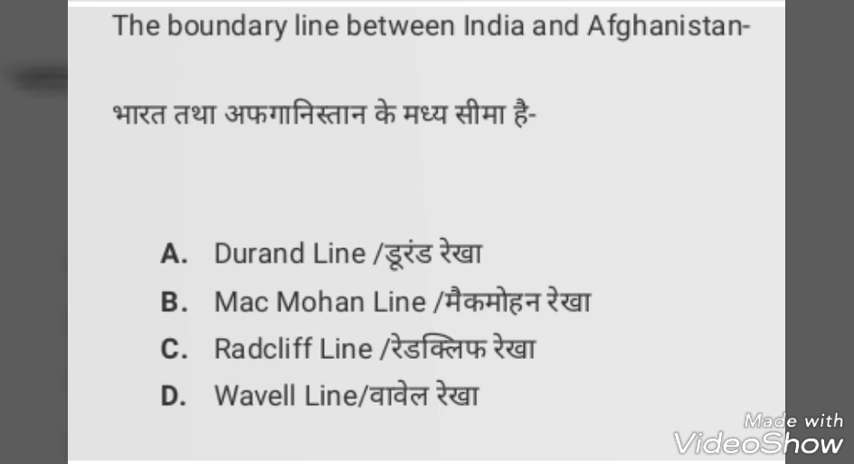 The boundary line between India and Afghanistan-
भारत तथा अफगानिस्तान के मध्य सीमा है-
A. Durand Line /डूरंड रेखा
B. Mac Mohan Line /मैकमोहन रेखा
C. Radcliff Line /रेडक्लिफ रेखा
D. Wavell Line/वावेल रेखा
Made with
VideoShow